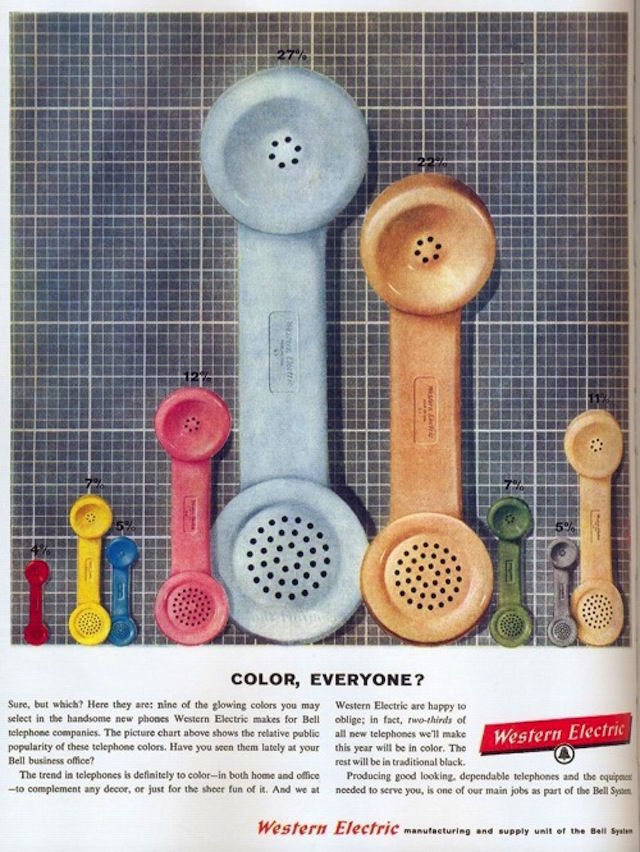 27%
22%
12%
11%
7%
7%
5%
5%
4%
Western Electric
Western Electric
COLOR, EVERYONE?
Sure, but which? Here they are: nine of the glowing colors you may
select in the handsome new phones Western Electric makes for Bell
telephone companies. The picture chart above shows the relative public
popularity of these telephone colors. Have you seen them lately at your
Bell business office?
The trend in telephones is definitely to color—in both home and office
—to complement any decor, or just for the sheer fun of it. And we at
Western Electric are happy to
oblige; in fact, two-thirds of
all new telephones we'll make
this year will be in color. The
rest will be in traditional black.
Producing good looking, dependable telephones and the equipment
needed to serve you, is one of our main jobs as part of the Bell System.
Western Electric
Western Electric manufacturing and supply unit of the Bell System